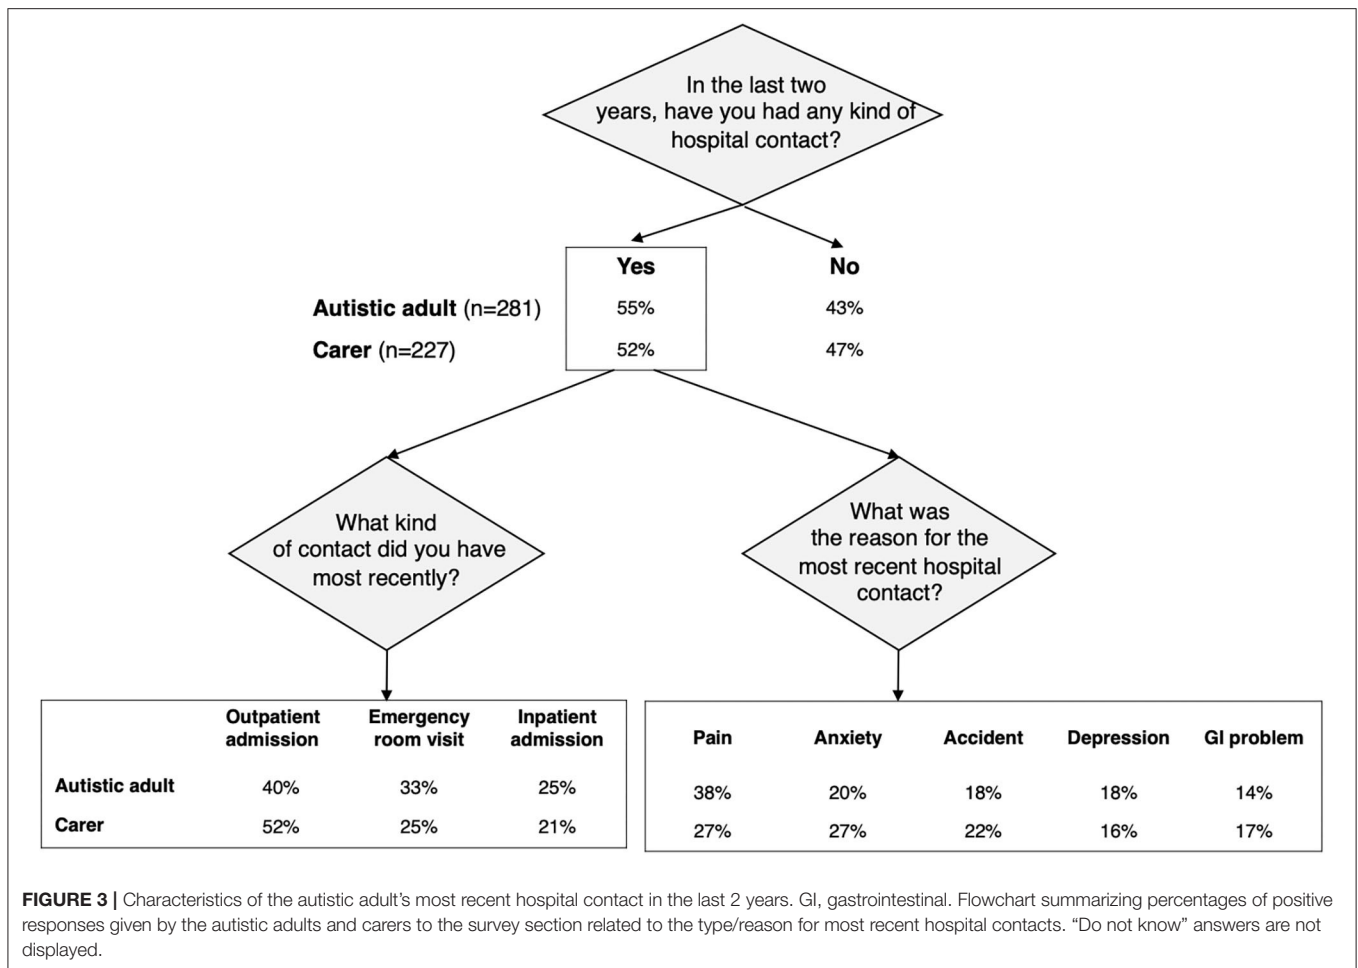 In the last two
years, have you had any kind of
hospital contact?
Yes No
Autistic adult (n=281) 55% 43%
Carer (n=227) 52% 47%
What kind
of contact did you have
most recently?
What was
the reason for the
most recent hospital
contact?
Outpatient Emergency Inpatient
admission room visit admission
Autistic adult 40% 33% 25%
Carer 52% 25% 21%
Pain Anxiety Accident Depression GI problem
38% 20% 18% 18% 14%
27% 27% 22% 16% 17%
FIGURE 3 | Characteristics of the autistic adult's most recent hospital contact in the last 2 years. GI, gastrointestinal. Flowchart summarizing percentages of positive
responses given by the autistic adults and carers to the survey section related to the type/reason for most recent hospital contacts. “Do not know” answers are not
displayed.